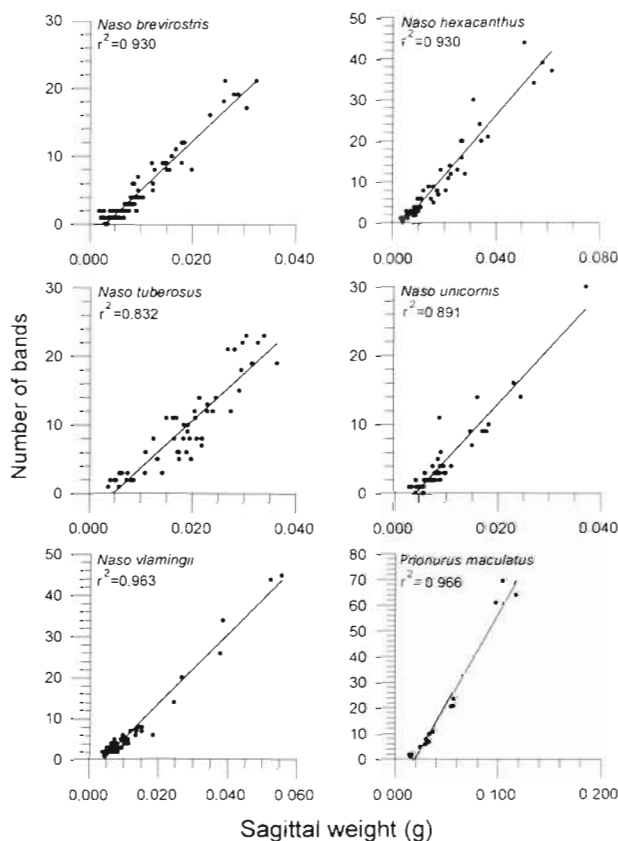 Naso brevirostris
r²=0.930
30
20
10
0
0.000 0.020 0.040
Naso hexacanthus
r²=0.930
50
40
30
20
10
0
0.000 0.040 0.080
Naso tuberosus
r²=0.832
30
20
10
0
0.000 0.020 0.040
Naso unicornis
r²=0.891
30
20
10
0
0.000 0.020 0.040
Naso vlamingii
r²=0.963
50
40
30
20
10
0
0.000 0.020 0.040 0.060
Prionurus maculatus
r²=0.966
80
70
60
50
40
30
20
10
0
0.000 0.100 0.200
Number of bands
Sagittal weight (g)